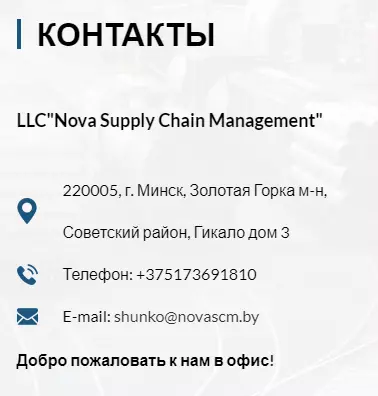 КОНТАКТЫ
LLC"Nova Supply Chain Management"
220005, г. Минск, Золотая Горка м-н,
Советский район, Гикало дом 3
Телефон: +375173691810
E-mail: shunko@novascm.by
Добро пожаловать к нам в офис!